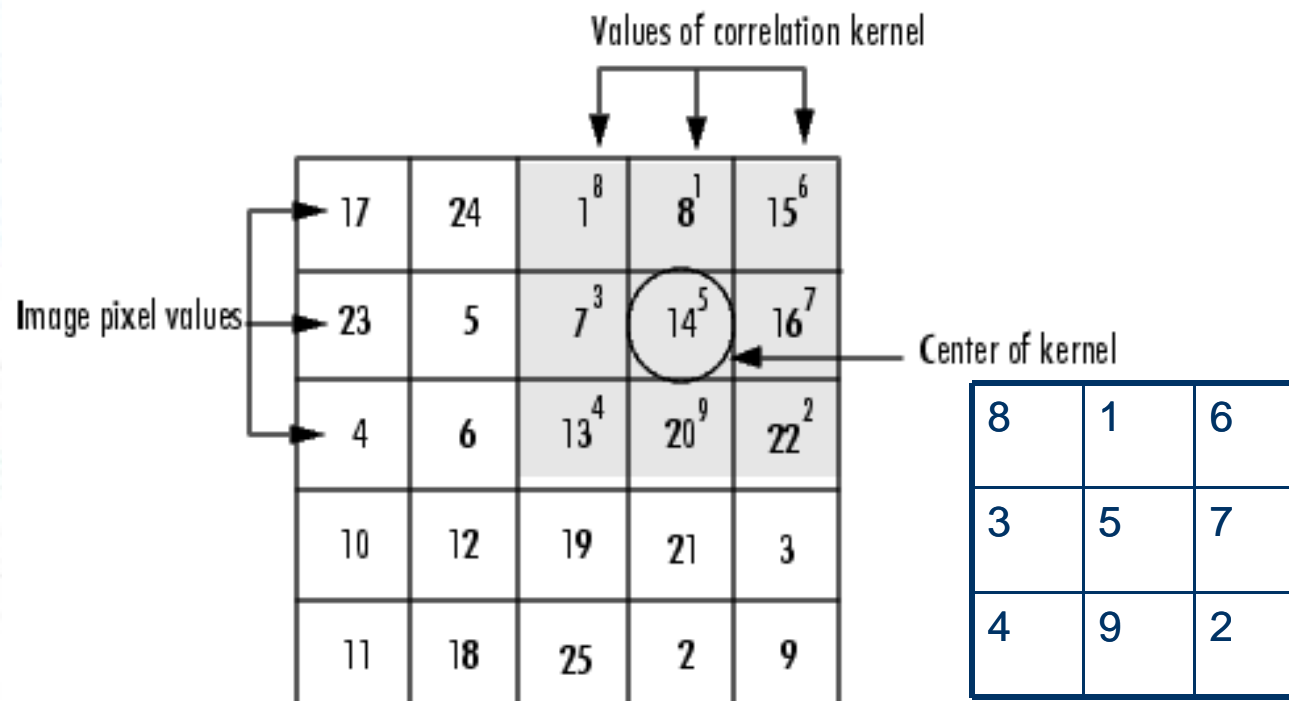 Values of correlation kernel
17 24 1 8 8 1 15 6
Image pixel values 23 5 7 3 14 5 16 7
Center of kernel
4 6 13 4 20 9 22 2
10 12 19 21 3
11 18 25 2 9
8 1 6
3 5 7
4 9 2